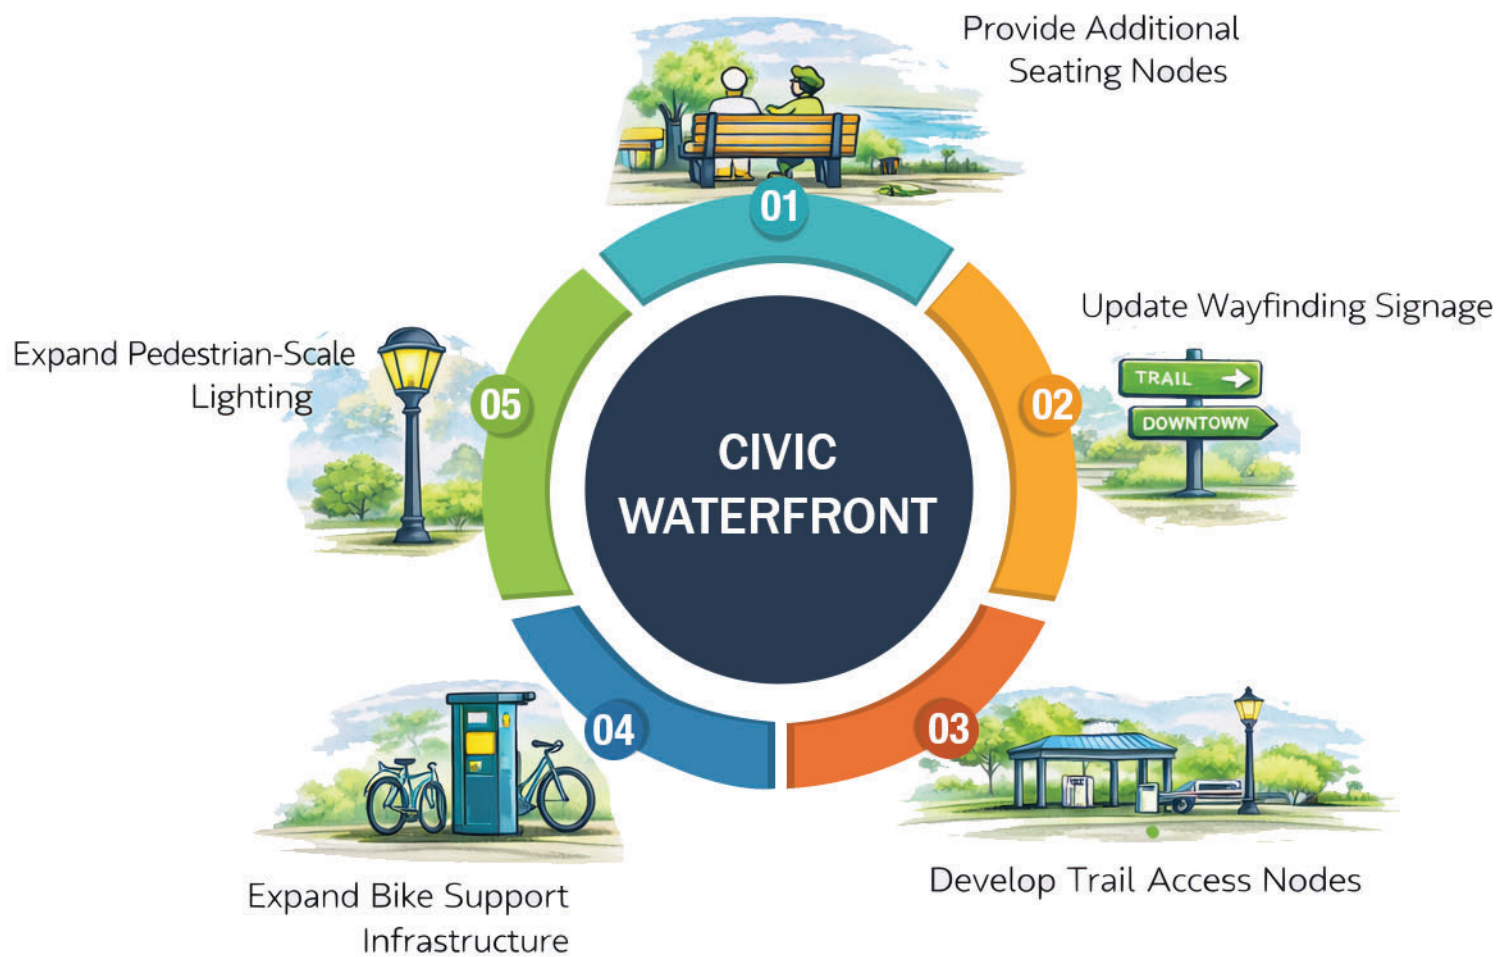 Provide Additional
Seating Nodes
01
Update Wayfinding Signage
TRAIL
DOWNTOWN
02
03
Develop Trail Access Nodes
04
Expand Bike Support
Infrastructure
Expand Pedestrian-Scale
Lighting
05
CIVIC
WATERFRONT